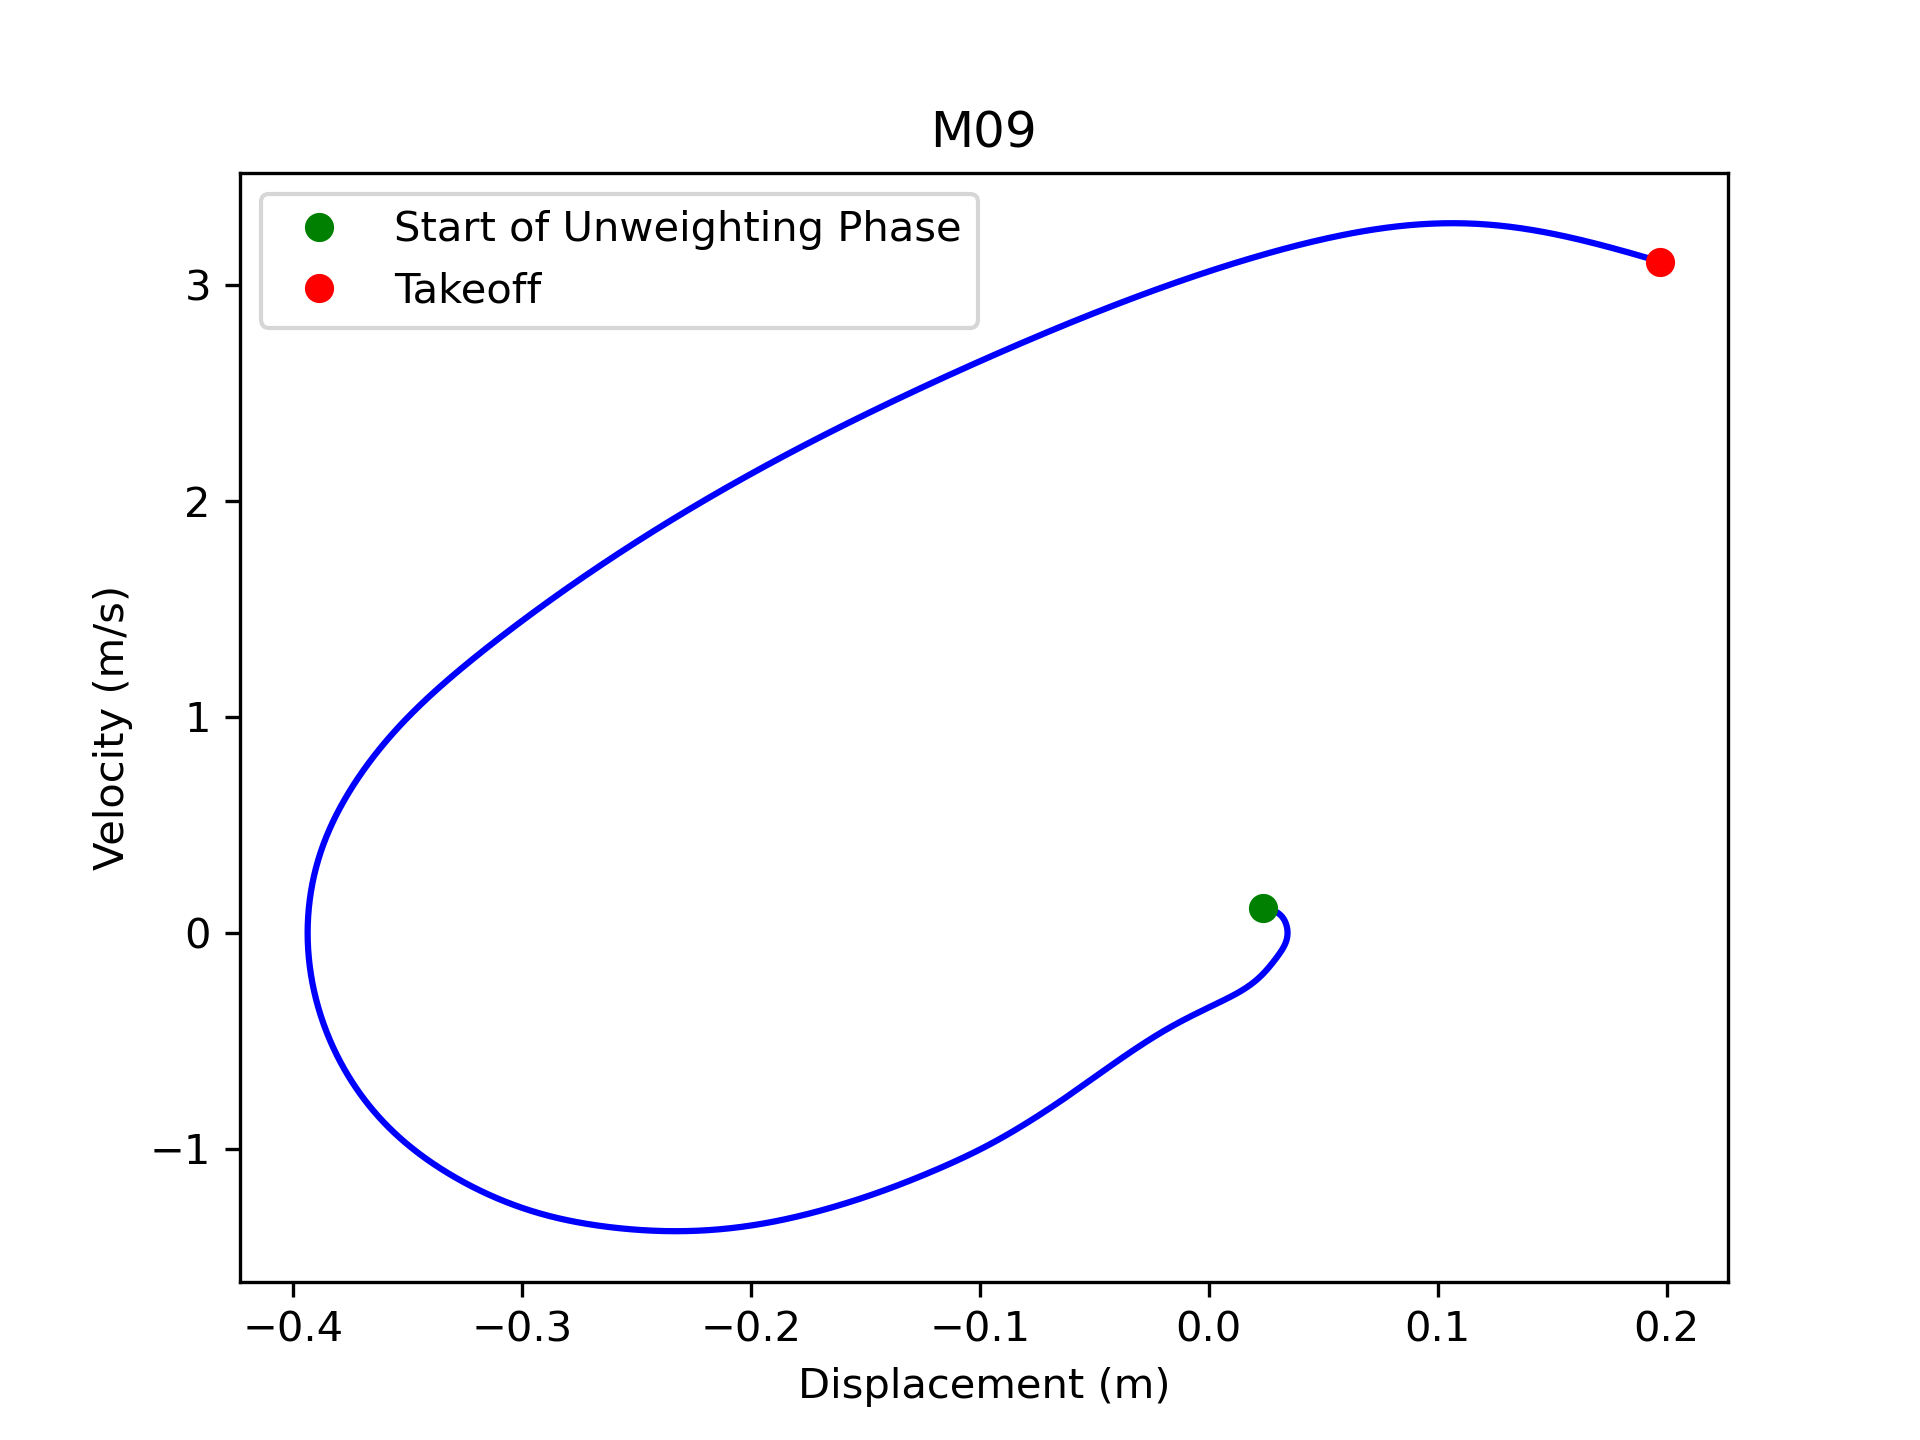 M09
Start of Unweighting Phase
Takeoff
3
2
1
0
−1
Velocity (m/s)
−0.4 −0.3 −0.2 −0.1 0.0 0.1 0.2
Displacement (m)